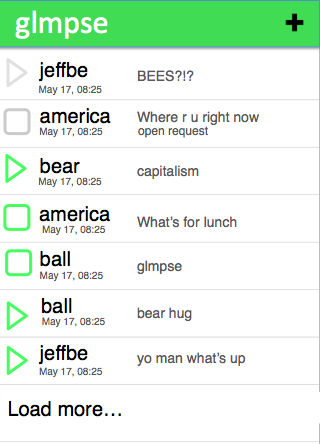 glmpse +
jeffbe BEES?!?
May 17, 08:25
america Where r u right now
May 17, 08:25 open request
bear capitalism
May 17, 08:25
america What's for lunch
May 17, 08:25
ball glmpse
May 17, 08:25
ball bear hug
May 17, 08:25
jeffbe yo man what's up
May 17, 08:25
Load more…